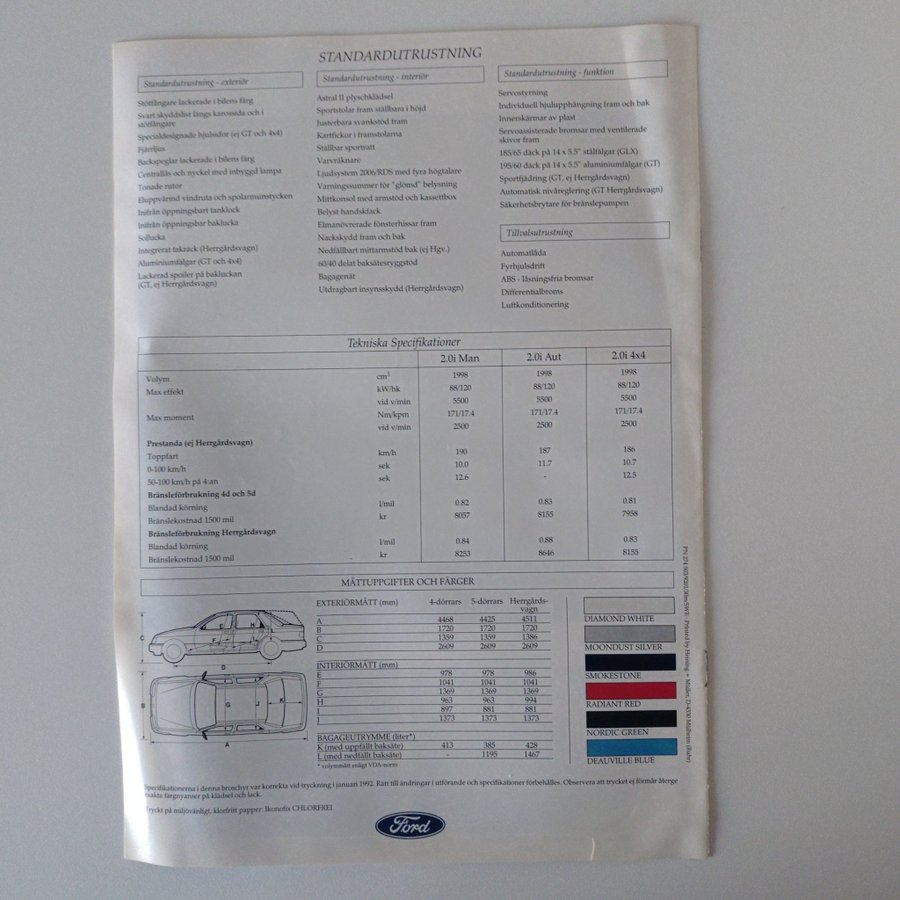 STANDARDUTRUSTNING
Standardutrustning - exteriör
Stötfångare lackerade i bilens färg
Svart skyddslist längs karossida och i
stötfångare
Specialdesignade hjulsidor (ej GT och 4x4)
Fjärrljus
Backspeglar lackerade i bilens färg
Centrallås och nyckel med inbyggd lampa
Tonade rutor
Eluppvärmd vindruta och spolarmunstycken
Inifrån öppningsbart tanklock
Inifrån öppningsbar baklucka
Sollucka
Integrerat takräck (Herrgårdsvagn)
Aluminiumfälgar (GT och 4x4)
Lackerad spoiler på bakluckan
(GT, ej Herrgårdsvagn)
Standardutrustning - interiör
Astral II plyschklädsel
Sportstolar fram ställbara i höjd
Justerbara svankstöd fram
Kartfickor i framstolarna
Ställbar sportratt
Varvräknare
Ljudsystem 2006/RDS med fyra högtalare
Varningssummer för "glömd" belysning
Mittkonsol med armstöd och kassettbox
Belyst handskfack
Elmanövrerade fönsterhissar fram
Nackskydd fram och bak
Nedfällbart mittarmstöd bak (ej Hgv.)
60/40 delat baksätesryggstöd
Bagagenät
Utdragbart insynsskydd (Herrgårdsvagn)
Standardutrustning - funktion
Servostyrning
Individuell hjulupphängning fram och bak
Innerskärmar av plast
Servoassisterade bromsar med ventilerade
skivor fram
185/65 däck på 14 x 5.5" stålfälgar (GLX)
195/60 däck på 14 x 5.5" aluminiumfälgar (GT)
Sportfjädring (GT, ej Herrgårdsvagn)
Automatisk nivåreglering (GT Herrgårdsvagn)
Säkerhetsbrytare för bränslepumpen
Tillvalsutrustning
Automatlåda
Fyrhjulsdrift
ABS - låsningsfria bromsar
Differentialbroms
Luftkonditionering
Tekniska Specifikationer
2.0i Man 2.0i Aut 2.0i 4x4
Volym cm³ 1998 1998 1998
Max effekt kW/hk 88/120 88/120 88/120
vid v/min 5500 5500 5500
Max moment Nm/kpm 171/17.4 171/17.4 171/17.4
vid v/min 2500 2500 2500
Prestanda (ej Herrgårdsvagn)
Toppfart km/h 190 187 186
0-100 km/h sek 10.0 11.7 10.7
50-100 km/h på 4:an sek 12.6 - 12.5
Bränsleförbrukning 4d och 5d
Blandad körning l/mil 0.82 0.83 0.81
Bränslekostnad 1500 mil kr 8057 8155 7958
Bränsleförbrukning Herrgårdsvagn
Blandad körning l/mil 0.84 0.88 0.83
Bränslekostnad 1500 mil kr 8253 8646 8155
MÅTTUPPGIFTER OCH FÄRGER
C
E
H
F
I
D
B
G
J
K
L
A
EXTERIÖRMÅTT (mm) 4-dörrars 5-dörrars Herrgårds-
vagn
A 4468 4425 4511
B 1720 1720 1720
C 1359 1359 1386
D 2609 2609 2609
INTERIÖRMÅTT (mm)
E 978 978 986
F 1041 1041 1041
G 1369 1369 1369
H 963 963 994
I 897 881 881
J 1373 1373 1373
BAGAGEUTRYMME (liter*)
K (med uppfällt baksäte) 413 385 428
L (med nedfällt baksäte) - 1195 1467
* volymmått enligt VDA-norm
DIAMOND WHITE
MOONDUST SILVER
SMOKESTONE
RADIANT RED
NORDIC GREEN
DEAUVILLE BLUE
Printed by Henning + Müller, D-4330 Mülheim (Ruhr)
Specifikationerna i denna broschyr var korrekta vid tryckning i januari 1992. Rätt till ändringar i utförande och specifikationer förbehålles. Observera att trycket ej förmår återge
exakta färgnyanser på klädsel och lack.
Tryckt på miljövänligt, klorfritt papper: Ikonofix CHLORFREI.
Ford